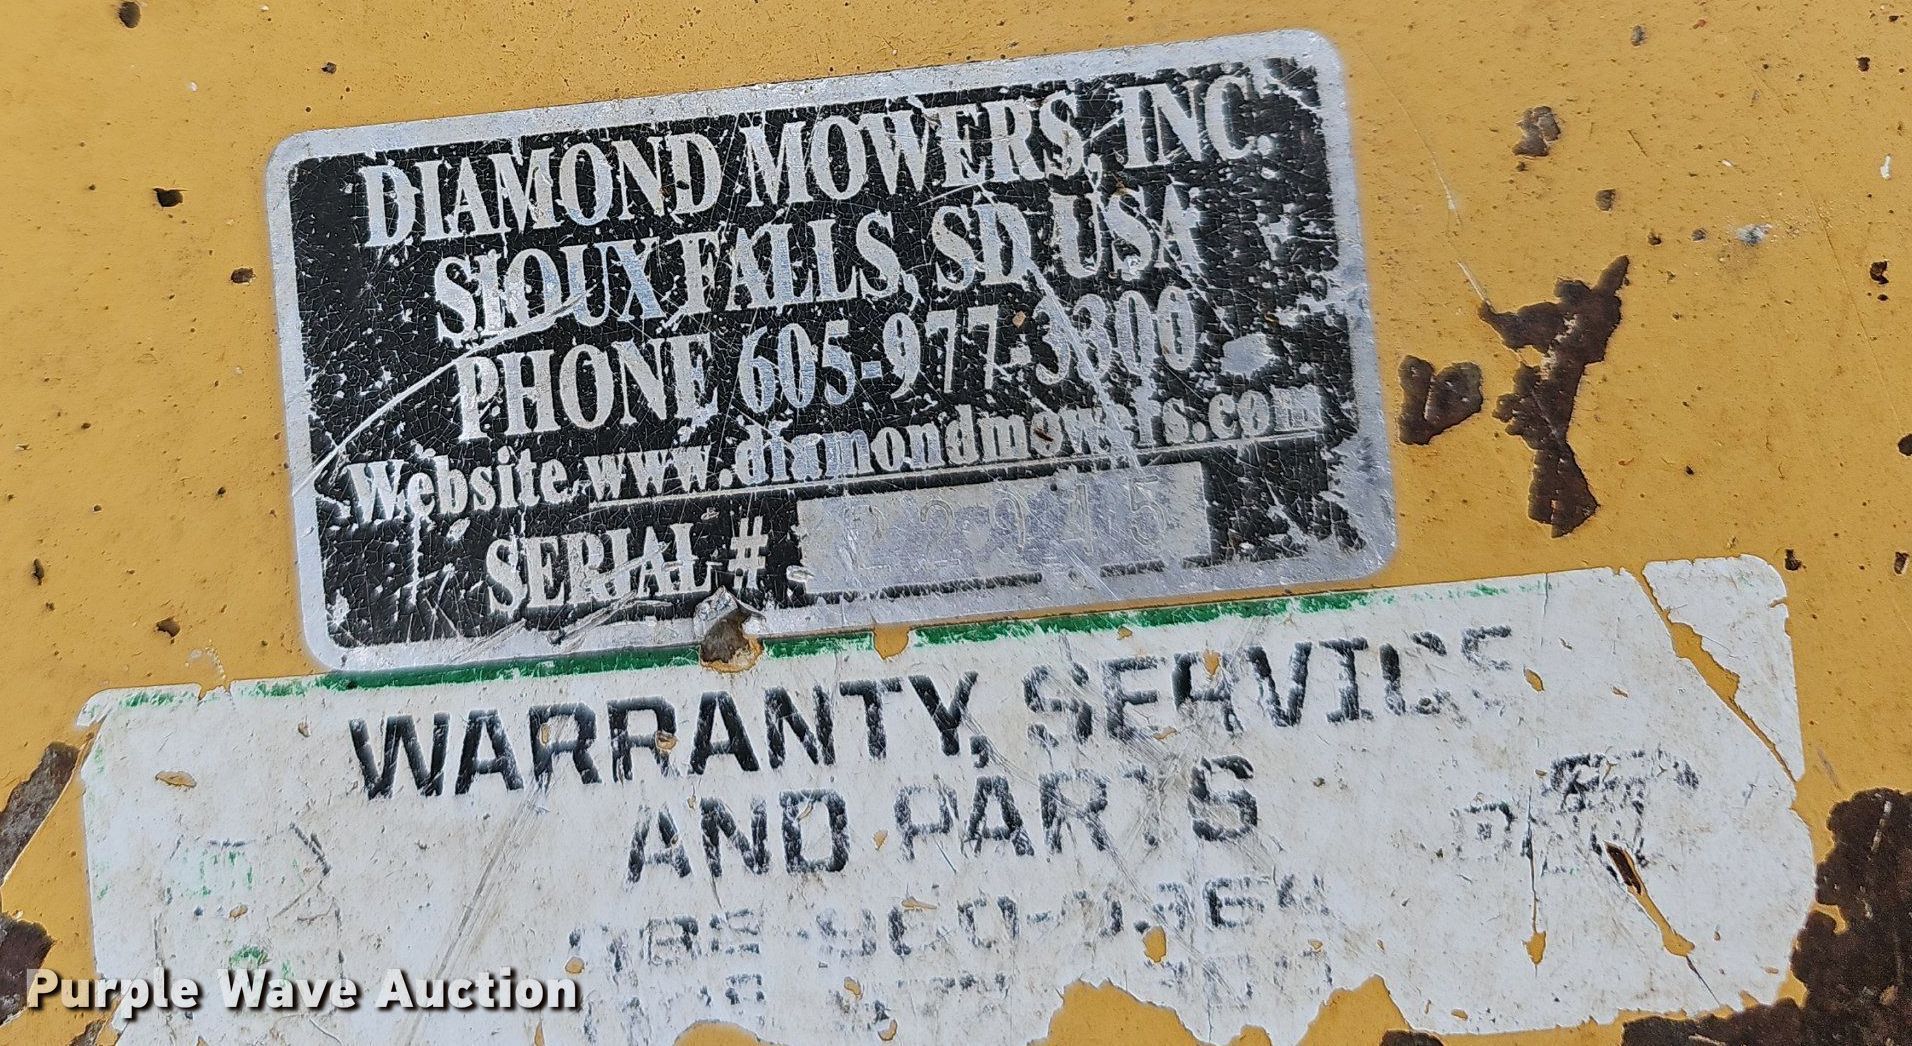 DIAMOND MOWERS, INC.
SIOUX FALLS, SD USA
PHONE 605-977-3300
Website www.diamondmowers.com
SERIAL #
WARRANTY, SERVICE
AND PARTS
Purple Wave Auction